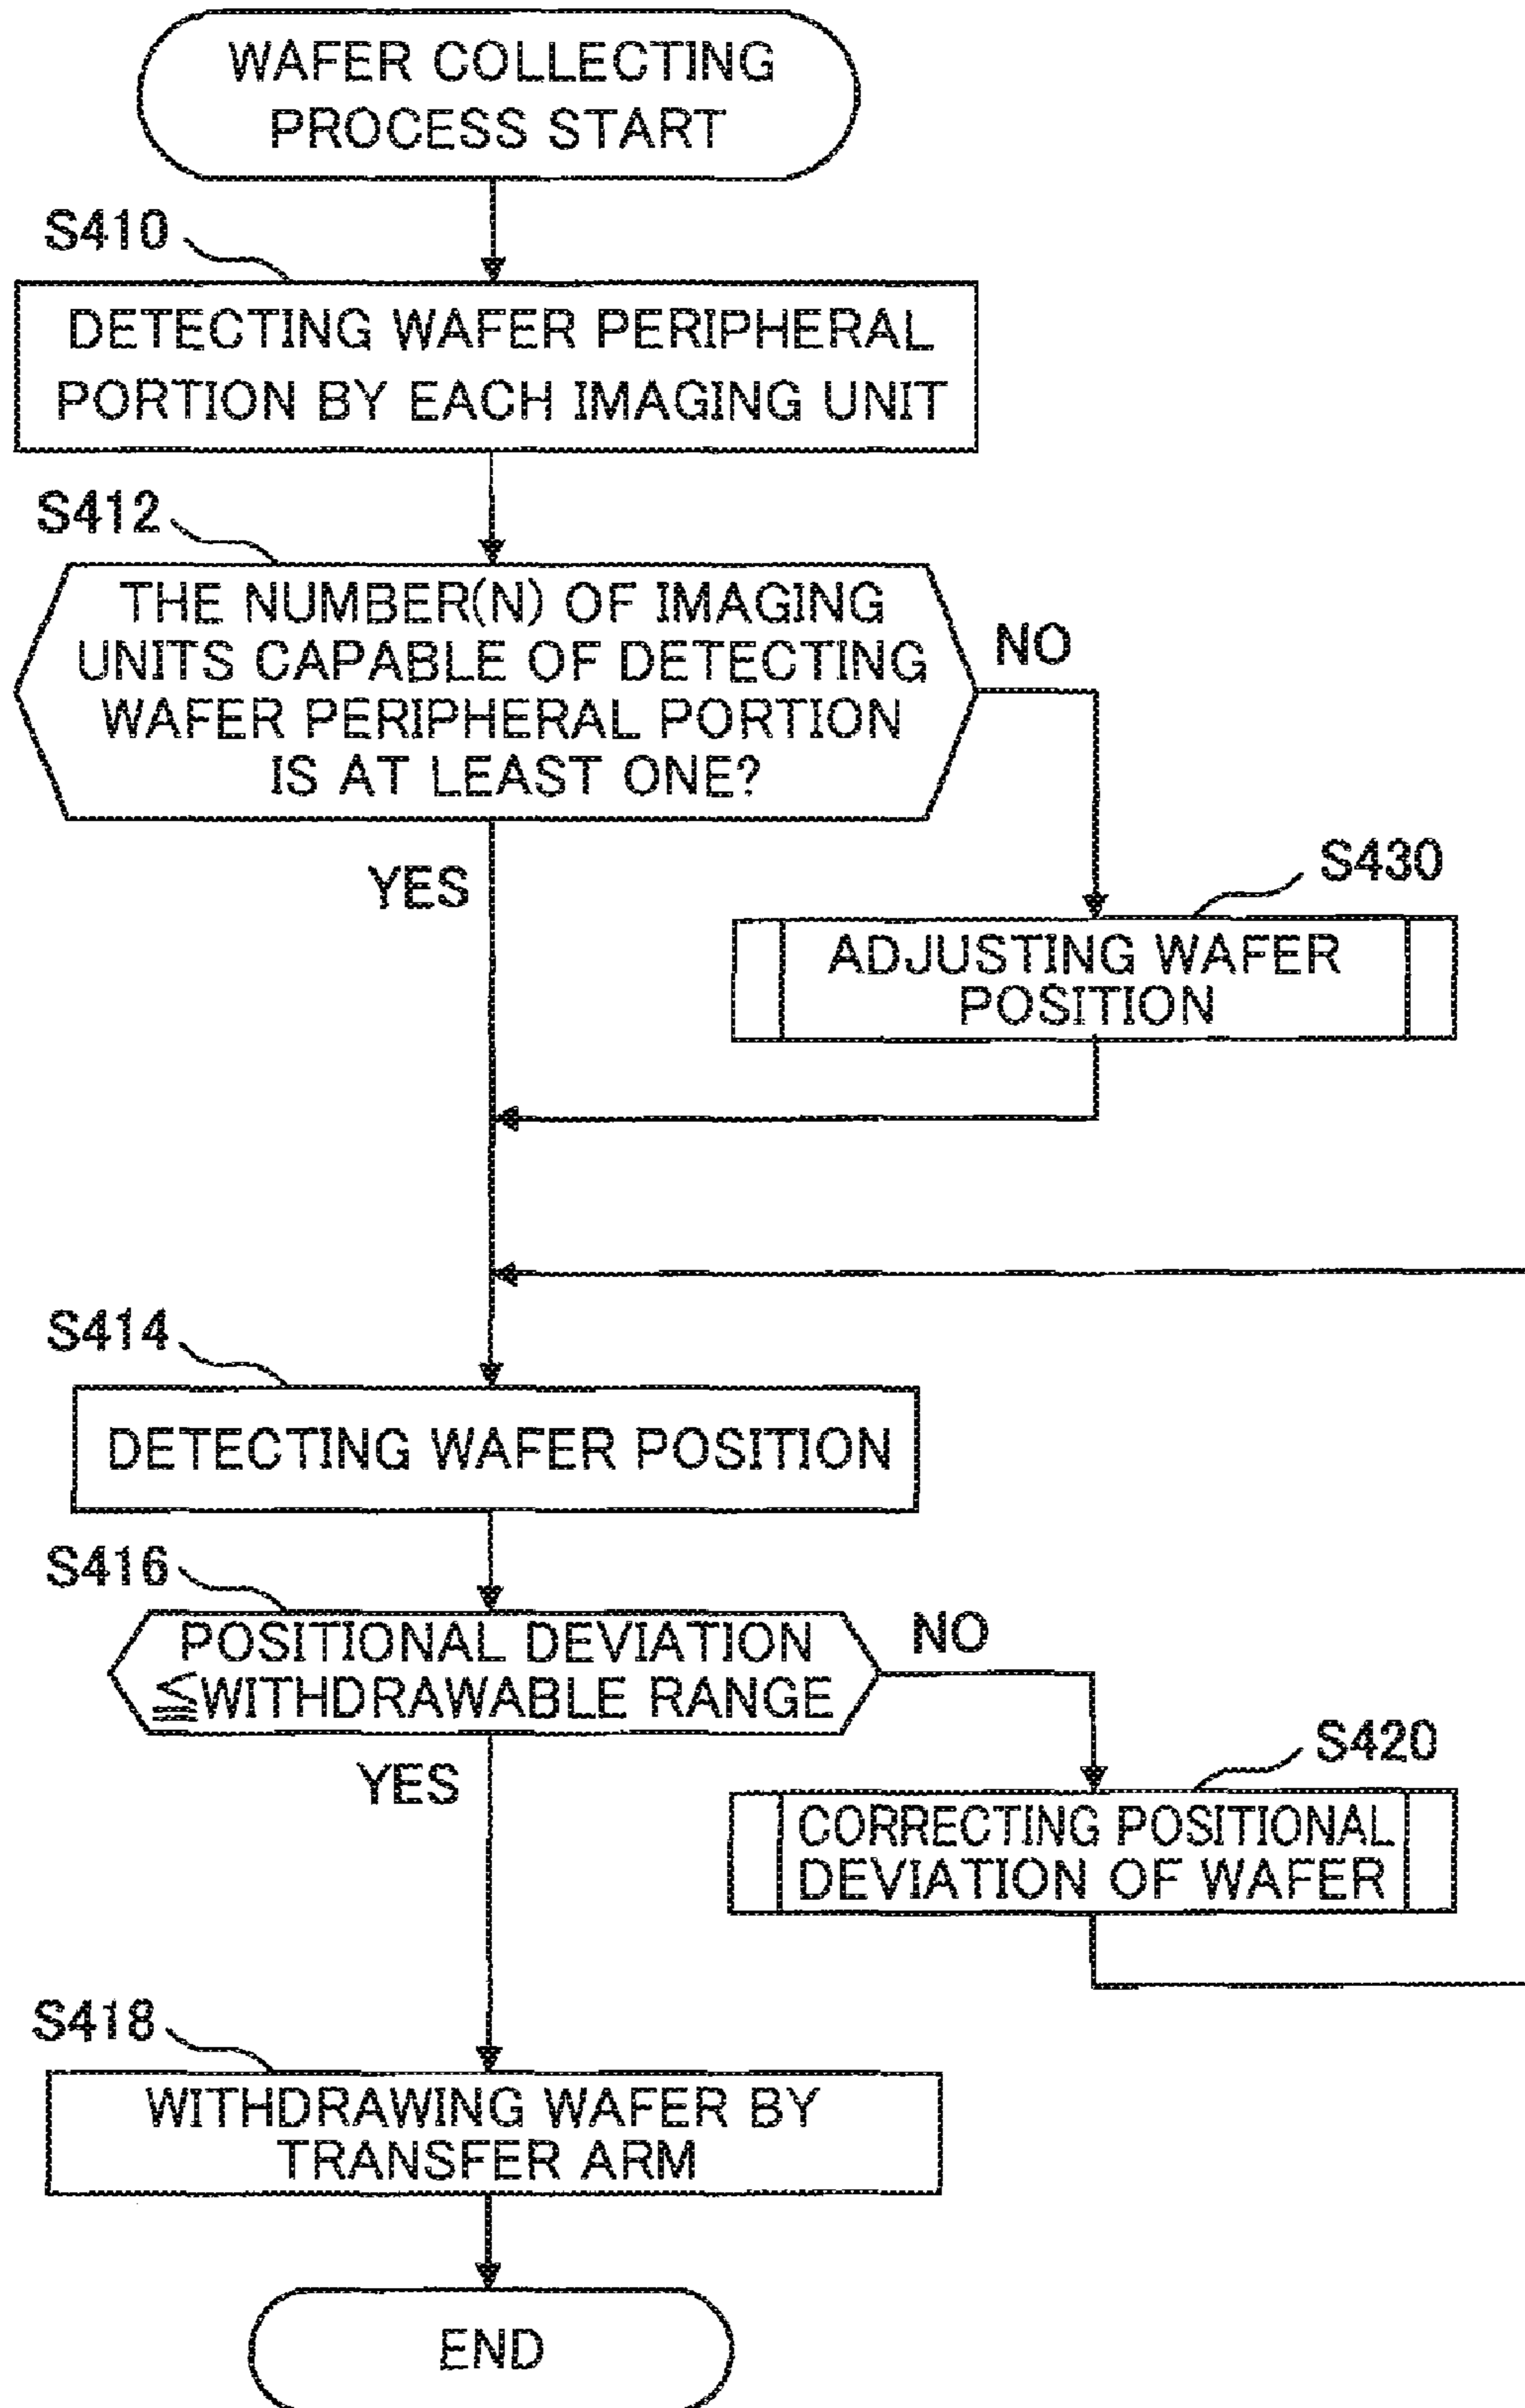 WAFER COLLECTING
PROCESS START
S410
DETECTING WAFER PERIPHERAL
PORTION BY EACH IMAGING UNIT
S412
THE NUMBER(N) OF IMAGING
UNITS CAPABLE OF DETECTING
WAFER PERIPHERAL PORTION
IS AT LEAST ONE?
NO
YES
S430
ADJUSTING WAFER
POSITION
S414
DETECTING WAFER POSITION
S416
POSITIONAL DEVIATION
≦WITHDRAWABLE RANGE
NO
YES
S420
CORRECTING POSITIONAL
DEVIATION OF WAFER
S418
WITHDRAWING WAFER BY
TRANSFER ARM
END